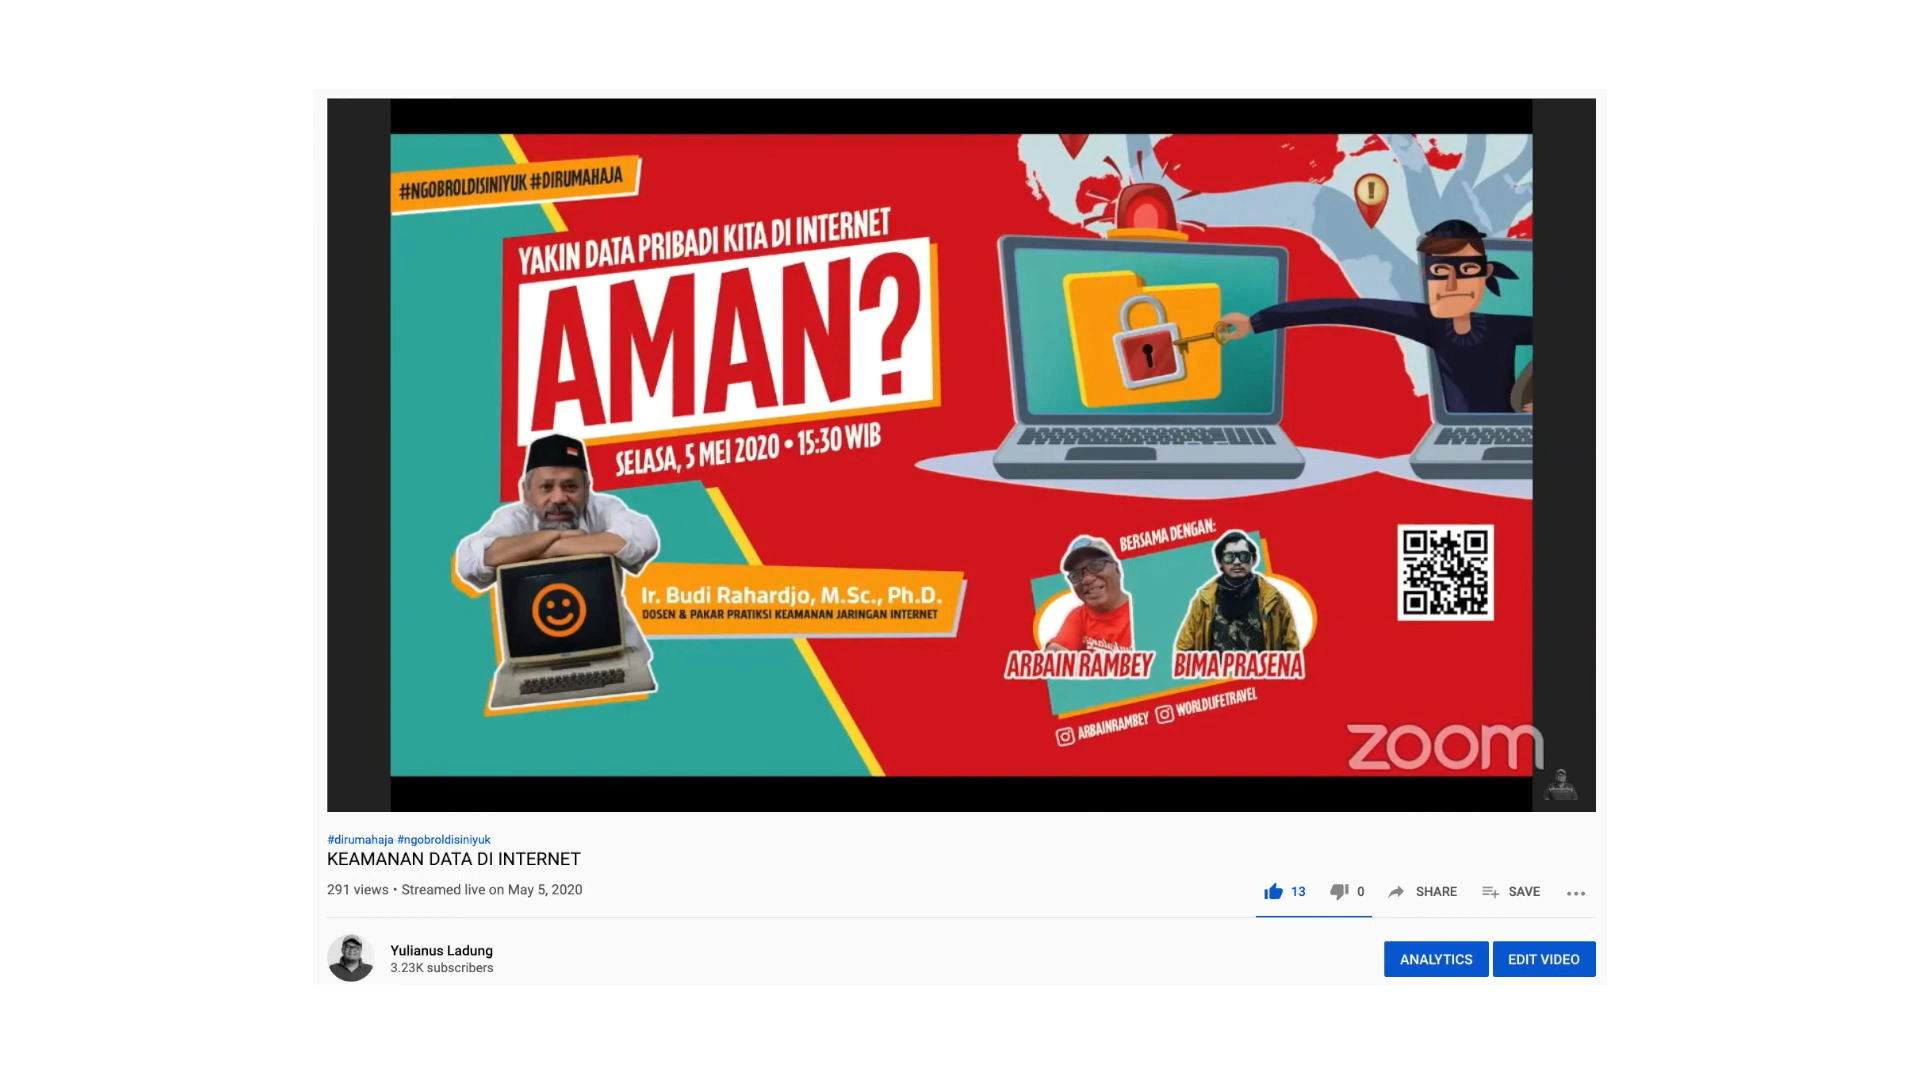 #NGOBROLDISINIYUK #DIRUMAHAJA
YAKIN DATA PRIBADI KITA DI INTERNET
AMAN?
SELASA, 5 MEI 2020 • 15:30 WIB
Ir. Budi Rahardjo, M.Sc., Ph.D.
DOSEN & PAKAR PRATIKSI KEAMANAN JARINGAN INTERNET
BERSAMA DENGAN:
ARBAIN RAMBEY
BIMA PRASENA
ARBAINRAMBEY WORLDLIFETRAVEL
zoom
#dirumahaja #ngobroldisiniyuk
KEAMANAN DATA DI INTERNET
291 views • Streamed live on May 5, 2020
13 0 SHARE SAVE
Yulianus Ladung
3.23K subscribers
ANALYTICS EDIT VIDEO